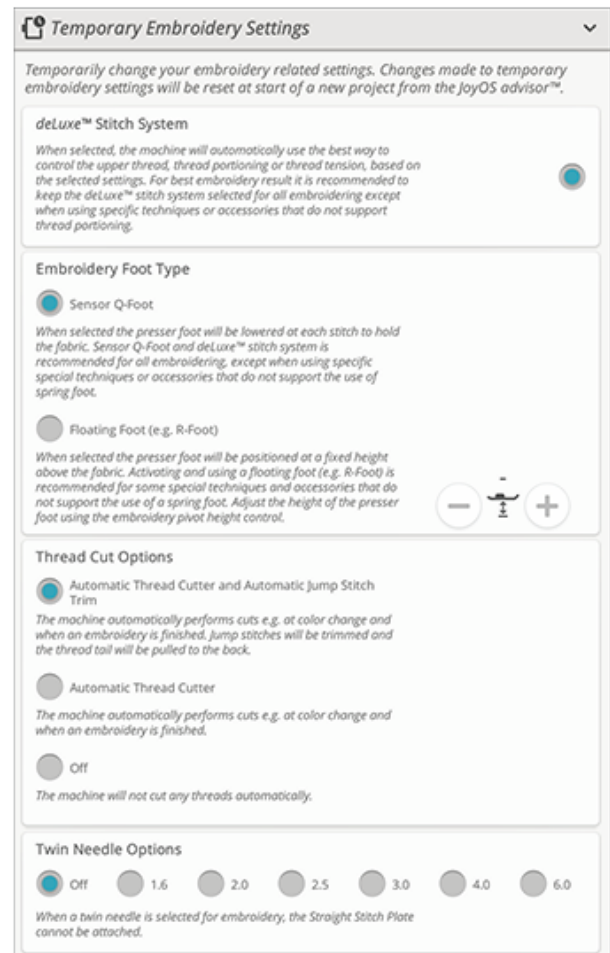 Temporary Embroidery Settings
Temporarily change your embroidery related settings. Changes made to temporary
embroidery settings will be reset at start of a new project from the JoyOS advisor™.
deLuxe™ Stitch System
When selected, the machine will automatically use the best way to
control the upper thread, thread portioning or thread tension, based on
the selected settings. For best embroidery result it is recommended to
keep the deLuxe™ stitch system selected for all embroidering except
when using specific techniques or accessories that do not support
thread portioning.
Embroidery Foot Type
Sensor Q-Foot
When selected the presser foot will be lowered at each stitch to hold
the fabric. Sensor Q-Foot and deLuxe™ stitch system is
recommended for all embroidering, except when using specific
special techniques or accessories that do not support the use of
spring foot.
Floating Foot (e.g. R-Foot)
When selected the presser foot will be positioned at a fixed height
above the fabric. Activating and using a floating foot (e.g. R-Foot) is
recommended for some special techniques and accessories that do
not support the use of a spring foot. Adjust the height of the presser
foot using the embroidery pivot height control.
Thread Cut Options
Automatic Thread Cutter and Automatic Jump Stitch
Trim
The machine automatically performs cuts e.g. at color change and
when an embroidery is finished. Jump stitches will be trimmed and
the thread tail will be pulled to the back.
Automatic Thread Cutter
The machine automatically performs cuts e.g. at color change and
when an embroidery is finished.
Off
The machine will not cut any threads automatically.
Twin Needle Options
Off 1.6 2.0 2.5 3.0 4.0 6.0
When a twin needle is selected for embroidery, the Straight Stitch Plate
cannot be attached.